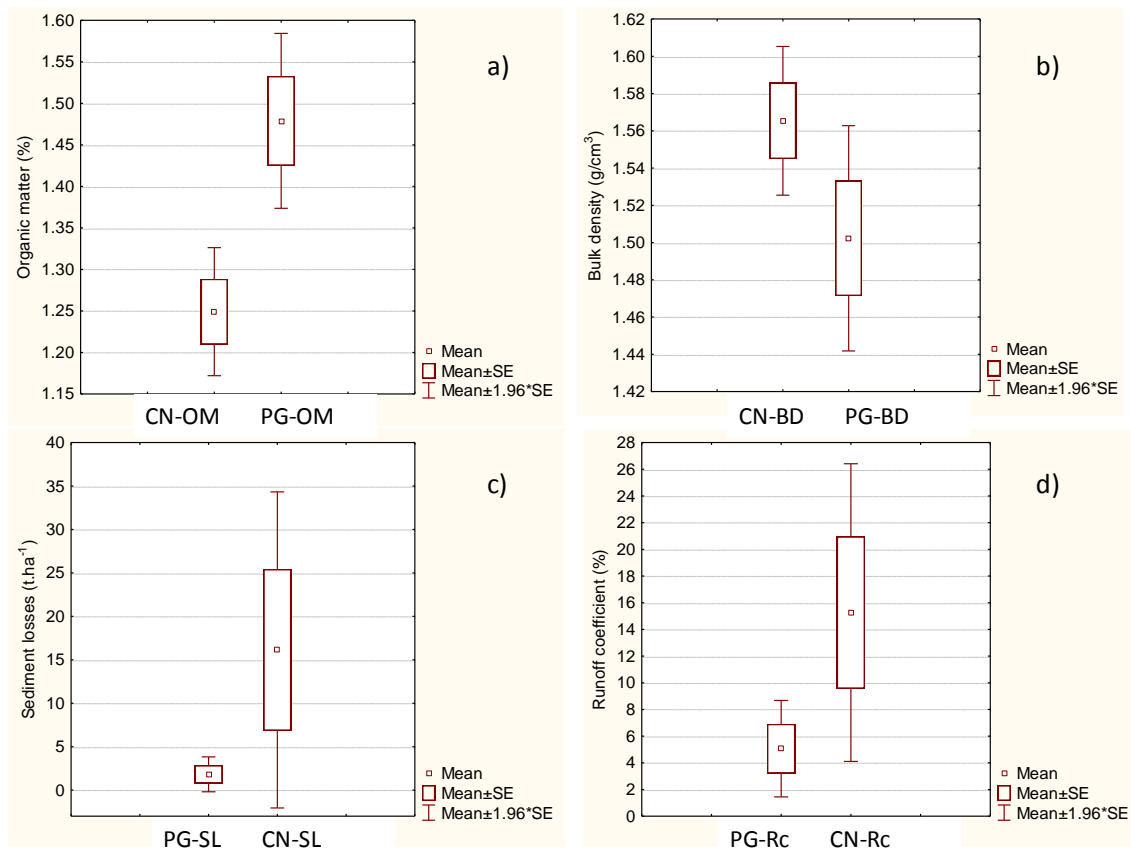 a)
Organic matter (%)
1.60
1.55
1.50
1.45
1.40
1.35
1.30
1.25
1.20
1.15
CN-OM PG-OM
Mean
Mean±SE
Mean±1.96*SE
b)
Bulk density (g/cm³)
1.62
1.60
1.58
1.56
1.54
1.52
1.50
1.48
1.46
1.44
1.42
CN-BD PG-BD
Mean
Mean±SE
Mean±1.96*SE
c)
Sediment losses (t.ha⁻¹)
40
35
30
25
20
15
10
5
0
PG-SL CN-SL
Mean
Mean±SE
Mean±1.96*SE
d)
Runoff coefficient (%)
28
26
24
22
20
18
16
14
12
10
8
6
4
2
0
PG-Rc CN-Rc
Mean
Mean±SE
Mean±1.96*SE